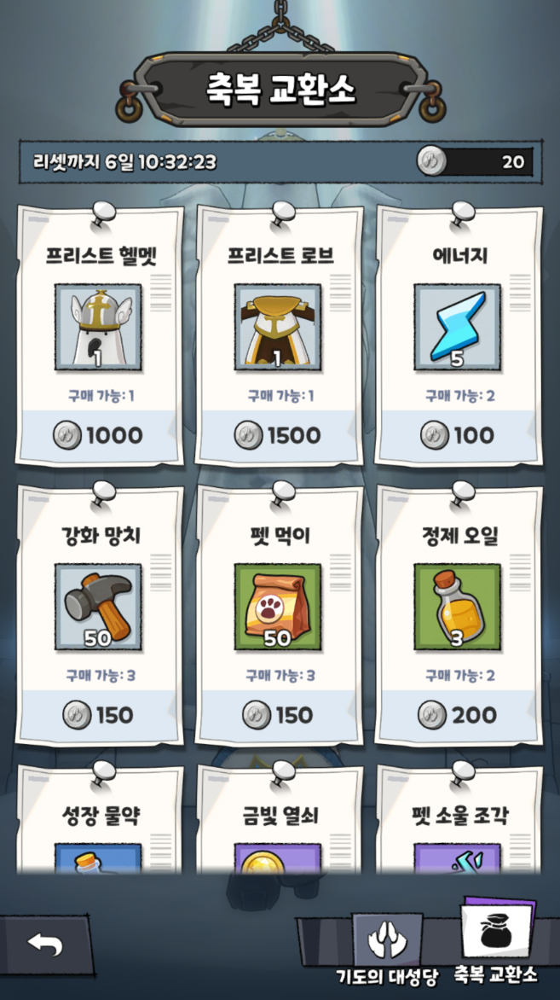 축복 교환소
리셋까지 6일 10:32:23
20
프리스트 헬멧
1
구매 가능: 1
1000
프리스트 로브
1
구매 가능: 1
1500
에너지
5
구매 가능: 2
100
강화 망치
50
구매 가능: 3
150
펫 먹이
50
구매 가능: 3
150
정제 오일
3
구매 가능: 2
200
성장 물약
금빛 열쇠
펫 소울 조각
기도의 대성당
축복 교환소